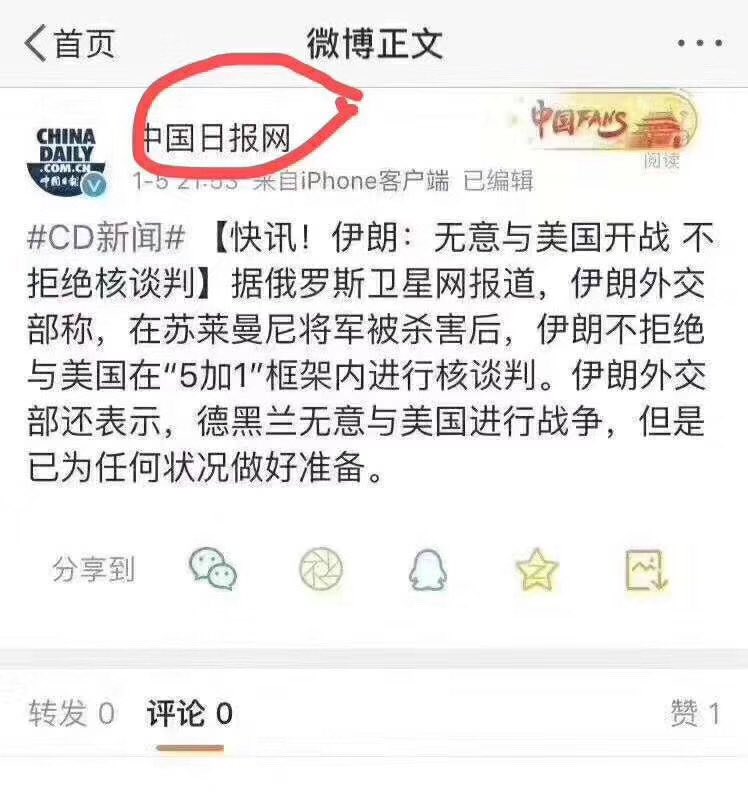 首页
微博正文
中国日报网
CHINA
DAILY
.COM.CN
中国日报
中国FANS
阅读
1-5 21:53 来自iPhone客户端 已编辑
#CD新闻# 【快讯！伊朗：无意与美国开战 不
拒绝核谈判】据俄罗斯卫星网报道，伊朗外交
部称，在苏莱曼尼将军被杀害后，伊朗不拒绝
与美国在“5加1”框架内进行核谈判。伊朗外交
部还表示，德黑兰无意与美国进行战争，但是
已为任何状况做好准备。
分享到
转发 0 评论 0 赞 1